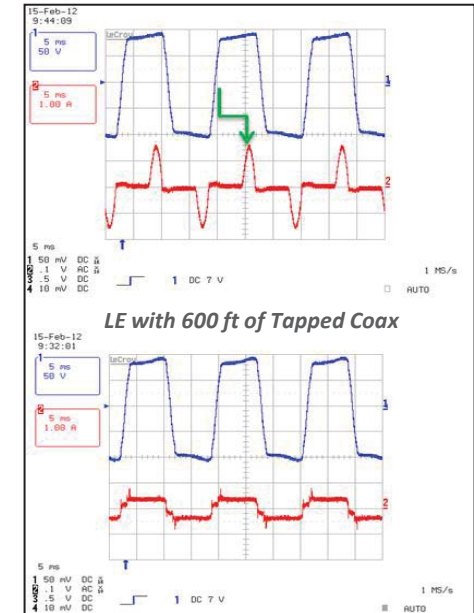 15-Feb-12
9:44:09
1
5 ms
50 V
LeCroy
2
5 ms
1.00 A
1
2
5 ms
1 50 mV DC
2 .1 V AC
3 .5 V DC
4 10 mV DC
1 DC 7 V
1 MS/s
AUTO
LE with 600 ft of Tapped Coax
15-Feb-12
9:32:01
1
5 ms
50 V
LeCroy
2
5 ms
1.00 A
1
2
5 ms
1 50 mV DC
2 .1 V AC
3 .5 V DC
4 10 mV DC
1 DC 7 V
1 MS/s
AUTO